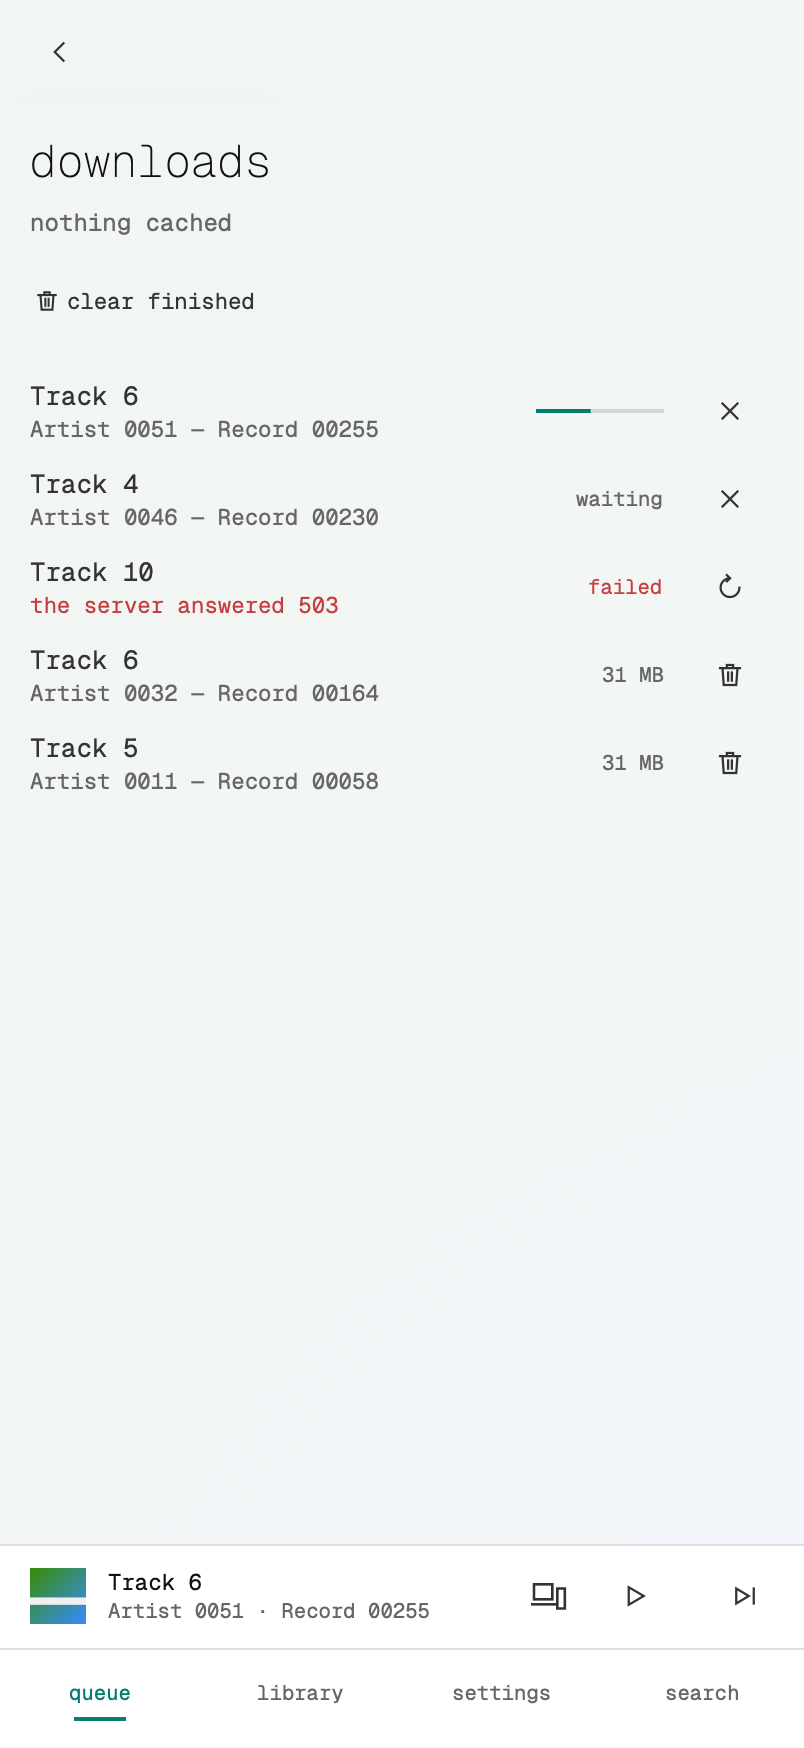 downloads
nothing cached
clear finished
Track 6
Artist 0051 — Record 00255
Track 4
Artist 0046 — Record 00230
waiting
Track 10
the server answered 503
failed
Track 6
Artist 0032 — Record 00164
31 MB
Track 5
Artist 0011 — Record 00058
31 MB
Track 6
Artist 0051 · Record 00255
queue
library
settings
search